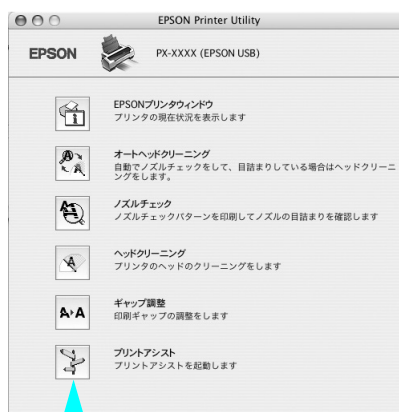 EPSON Printer Utility
EPSON
PX-XXXX (EPSON USB)
EPSONプリンタウィンドウ
プリンタの現在状況を表示します
オートヘッドクリーニング
自動でノズルチェックをして、目詰まりしている場合はヘッドクリーニ
ングをします。
ノズルチェック
ノズルチェックパターンを印刷してノズルの目詰まりを確認します
ヘッドクリーニング
プリンタのヘッドのクリーニングをします
ギャップ調整
印刷ギャップの調整をします
プリントアシスト
プリントアシストを起動します